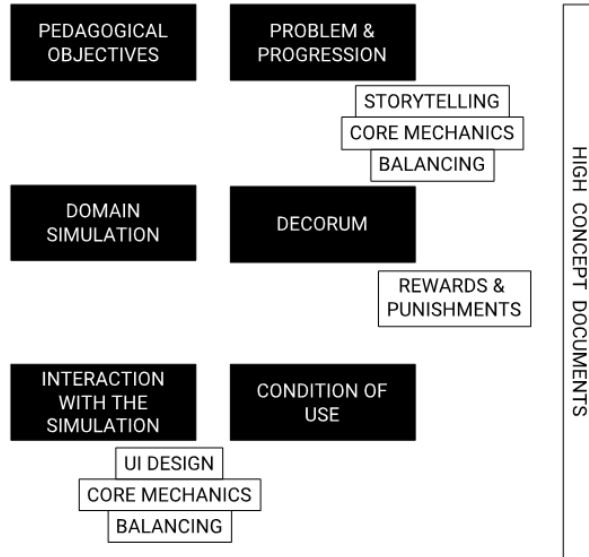 PEDAGOGICAL
OBJECTIVES
PROBLEM &
PROGRESSION
STORYTELLING
CORE MECHANICS
BALANCING
DOMAIN
SIMULATION
DECORUM
REWARDS &
PUNISHMENTS
INTERACTION
WITH THE
SIMULATION
CONDITION OF
USE
UI DESIGN
CORE MECHANICS
BALANCING
HIGH CONCEPT DOCUMENTS